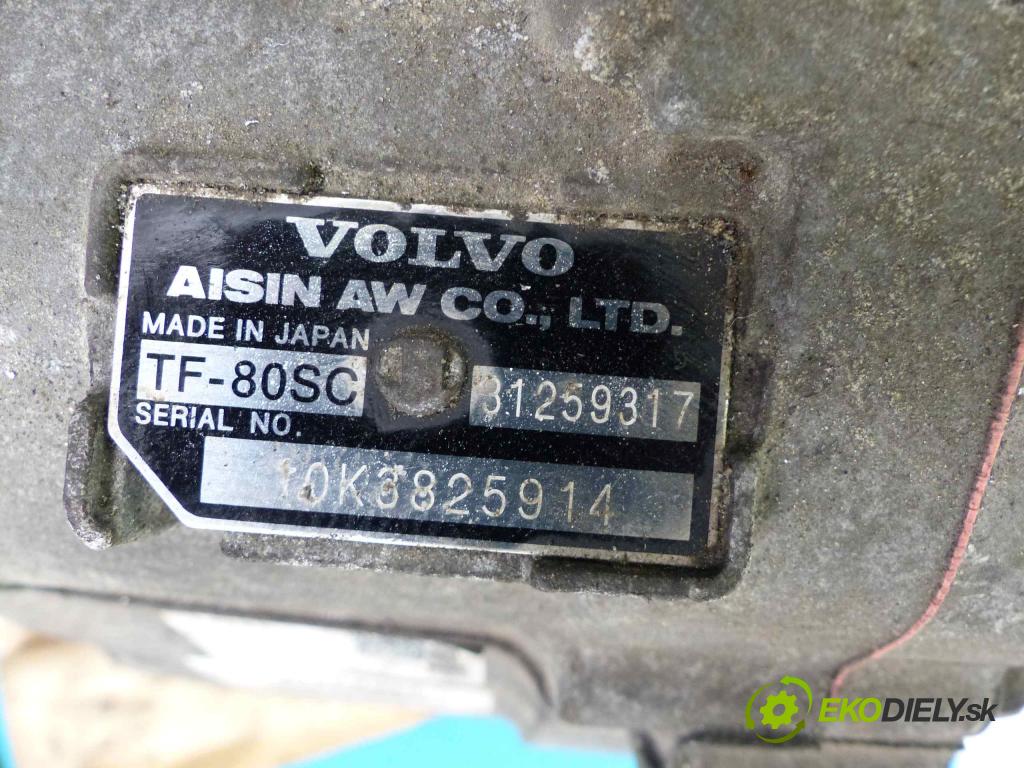 VOLVO
AISIN AW CO., LTD.
MADE IN JAPAN
TF-80SC 31259317
SERIAL NO.
10K3825914
EKODIELY.sk